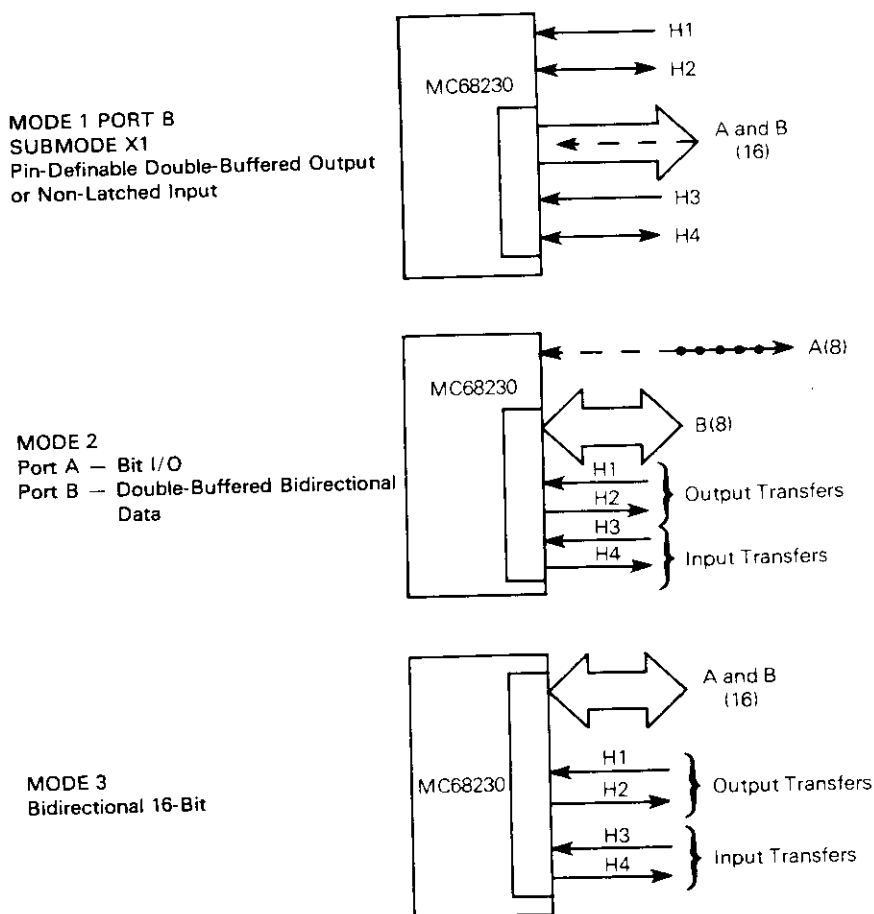 MODE 1 PORT B
SUBMODE X1
Pin-Definable Double-Buffered Output
or Non-Latched Input
MC68230
H1
H2
A and B
(16)
H3
H4
MODE 2
Port A — Bit I/O
Port B — Double-Buffered Bidirectional
Data
MC68230
A(8)
B(8)
H1
H2
Output Transfers
H3
H4
Input Transfers
MODE 3
Bidirectional 16-Bit
MC68230
A and B
(16)
H1
H2
Output Transfers
H3
H4
Input Transfers